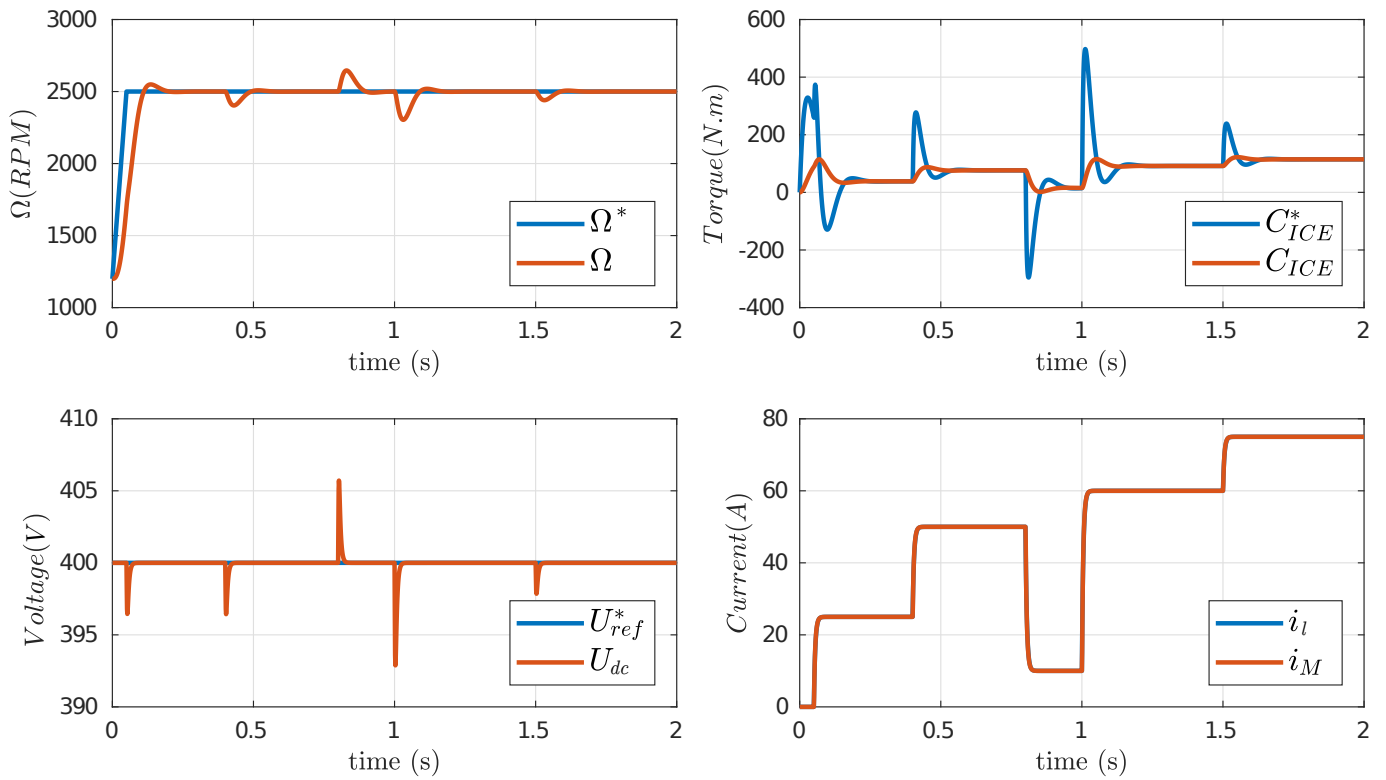 3000
2500
2000
1500
1000
Ω(RPM)
Ω*
Ω
0 0.5 1 1.5 2
time (s)
600
400
200
0
-200
-400
Torque(N.m)
C*ICE
CICE
0 0.5 1 1.5 2
time (s)
410
405
400
395
390
Voltage(V)
U*ref
Udc
0 0.5 1 1.5 2
time (s)
80
60
40
20
0
Current(A)
il
iM
0 0.5 1 1.5 2
time (s)